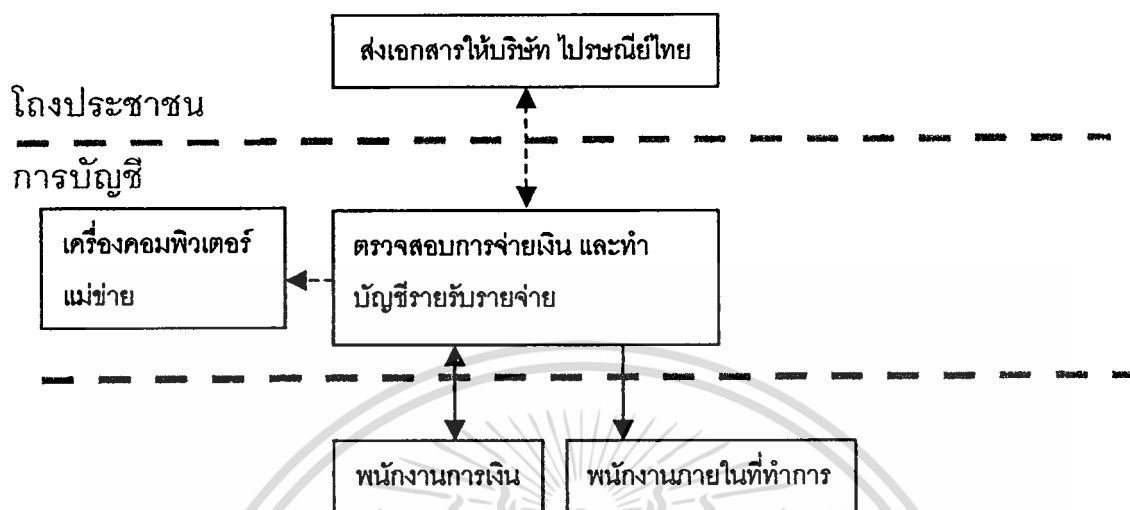 ส่งเอกสารให้บริษัท ไปรษณีย์ไทย
โถงประชาชน
การบัญชี
เครื่องคอมพิวเตอร์
แม่ข่าย
ตรวจสอบการจ่ายเงิน และทำ
บัญชีรายรับรายจ่าย
พนักงานการเงิน
พนักงานภายในที่ทำการ